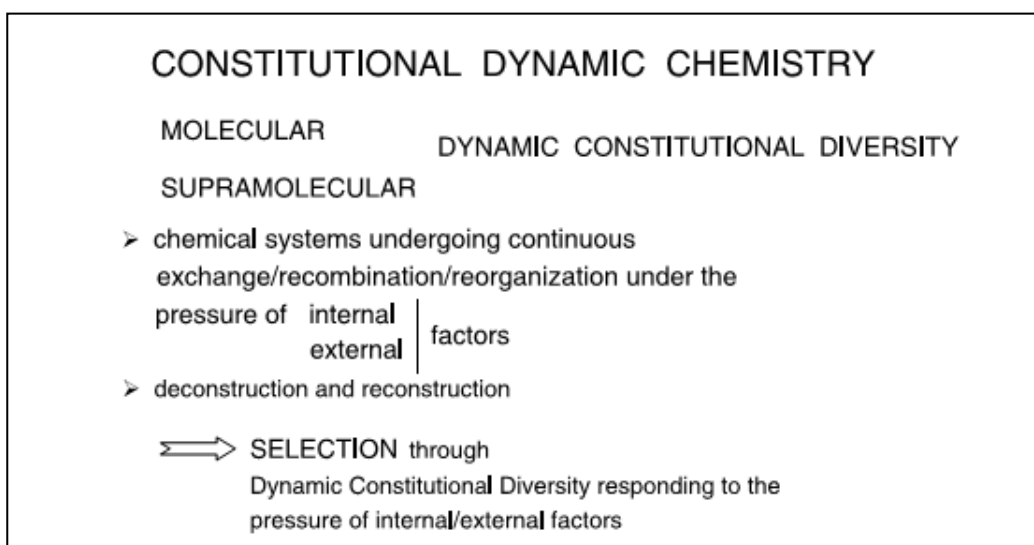 CONSTITUTIONAL DYNAMIC CHEMISTRY
MOLECULAR
DYNAMIC CONSTITUTIONAL DIVERSITY
SUPRAMOLECULAR
➢ chemical systems undergoing continuous
exchange/recombination/reorganization under the
pressure of internal
external
factors
➢ deconstruction and reconstruction
SELECTION through
Dynamic Constitutional Diversity responding to the
pressure of internal/external factors